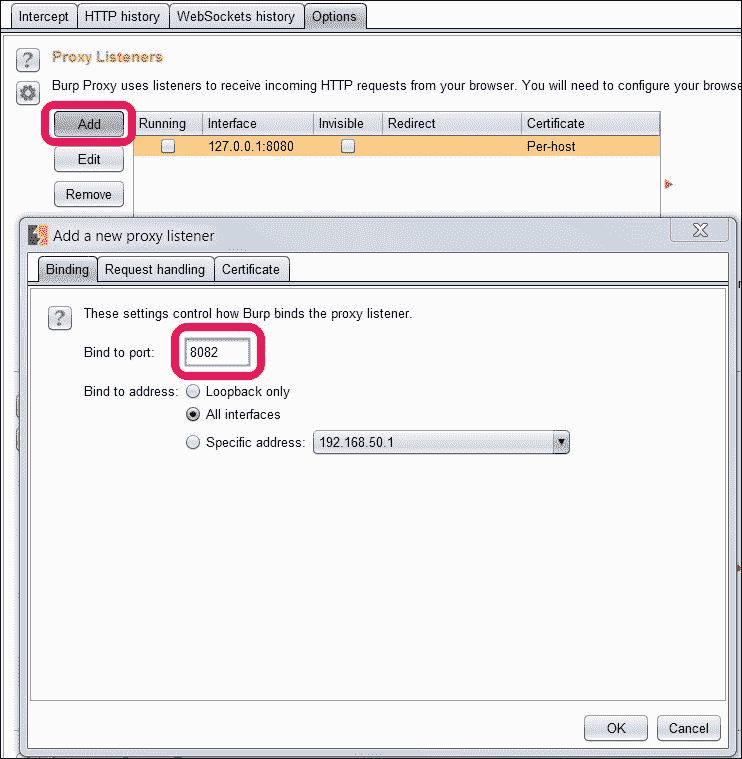 Intercept HTTP history WebSockets history Options
? Proxy Listeners
Burp Proxy uses listeners to receive incoming HTTP requests from your browser. You will need to configure your browse
Add Running Interface Invisible Redirect Certificate
127.0.0.1:8080 Per-host
Edit
Remove
Add a new proxy listener X
Binding Request handling Certificate
? These settings control how Burp binds the proxy listener.
Bind to port: 8082
Bind to address: Loopback only
All interfaces
Specific address: 192.168.50.1
OK Cancel